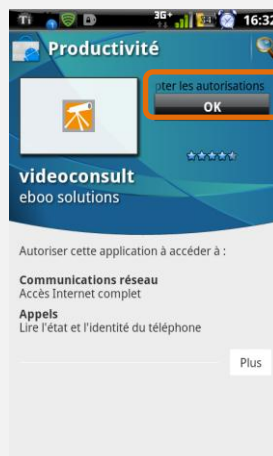 3G+ 16:32
Productivité
les autorisations
OK
videoconsult
eboo solutions
Autoriser cette application à accéder à :
Communications réseau
Accès Internet complet
Appels
Lire l'état et l'identité du téléphone
Plus